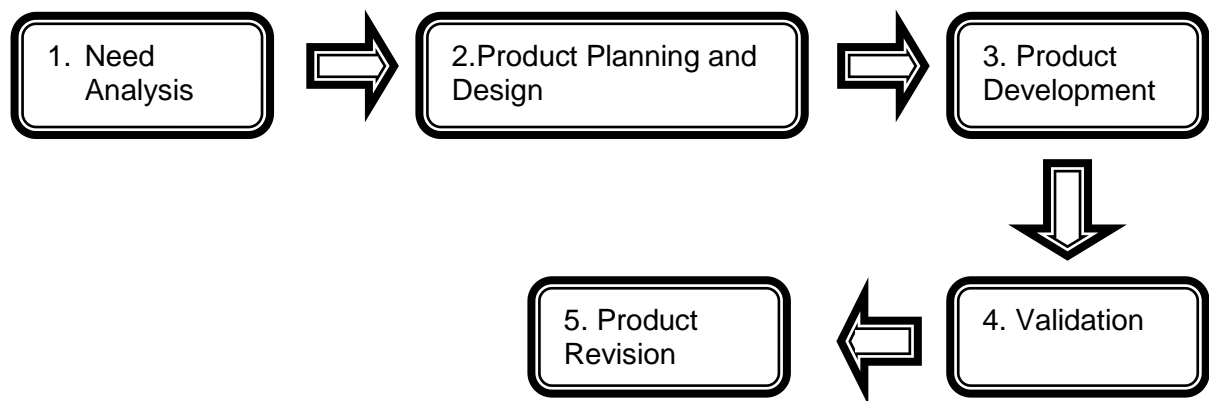 1. Need
Analysis
2.Product Planning and
Design
3. Product
Development
4. Validation
5. Product
Revision